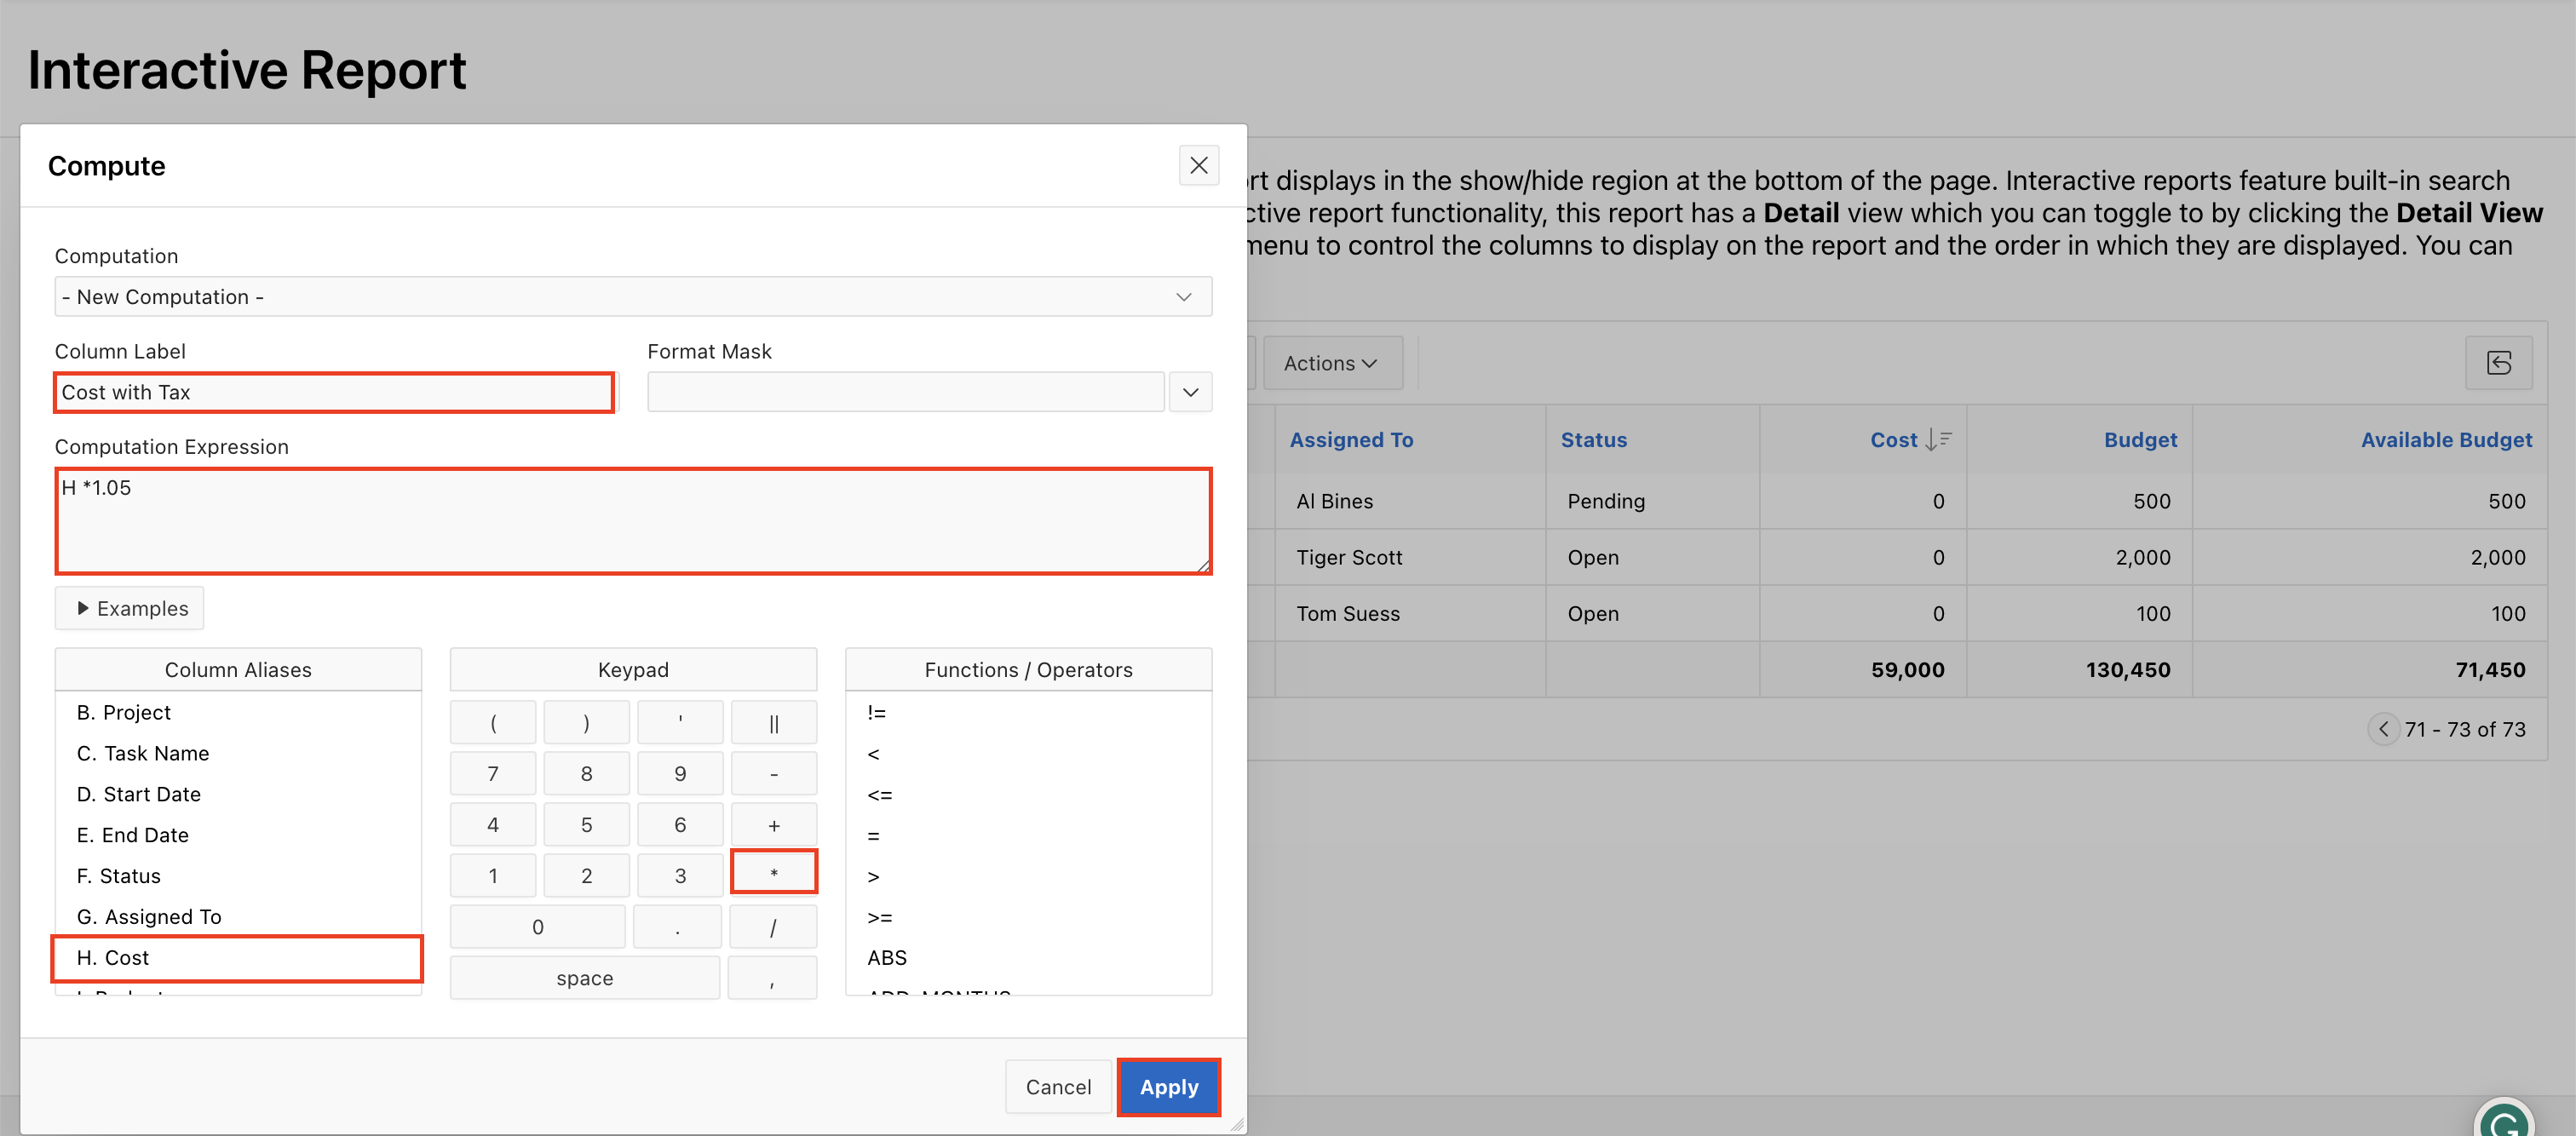 Interactive Report
Compute
rt displays in the show/hide region at the bottom of the page. Interactive reports feature built-in search
ctive report functionality, this report has a Detail view which you can toggle to by clicking the Detail View
menu to control the columns to display on the report and the order in which they are displayed. You can
Computation
- New Computation -
Column Label
Format Mask
Cost with Tax
Computation Expression
H *1.05
Examples
Column Aliases
B. Project
C. Task Name
D. Start Date
E. End Date
F. Status
G. Assigned To
H. Cost
Keypad
( ) ' ||
7 8 9 -
4 5 6 +
1 2 3 *
0 . /
space ,
Functions / Operators
!=
<
<=
=
>
>=
ABS
ADD_MONTHS
Cancel
Apply
Actions
Assigned To Status Cost Budget Available Budget
Al Bines Pending 0 500 500
Tiger Scott Open 0 2,000 2,000
Tom Suess Open 0 100 100
59,000 130,450 71,450
71 - 73 of 73